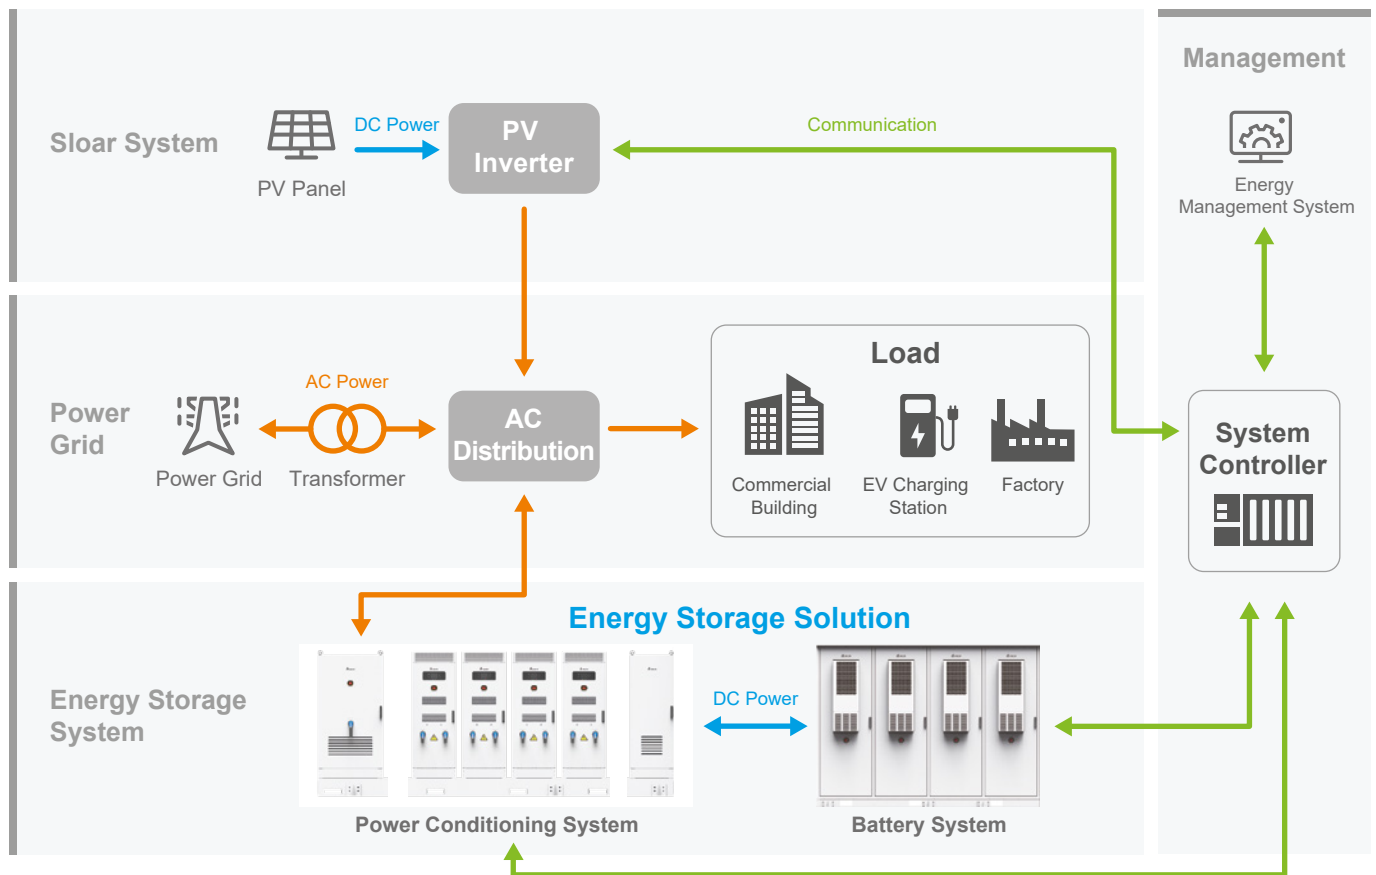 Management
Sloar System
PV Panel
DC Power
PV
Inverter
Communication
Energy
Management System
Power
Grid
Power Grid
AC Power
Transformer
AC
Distribution
Load
Commercial
Building
EV Charging
Station
Factory
System
Controller
Energy Storage Solution
Energy Storage
System
Power Conditioning System
DC Power
Battery System